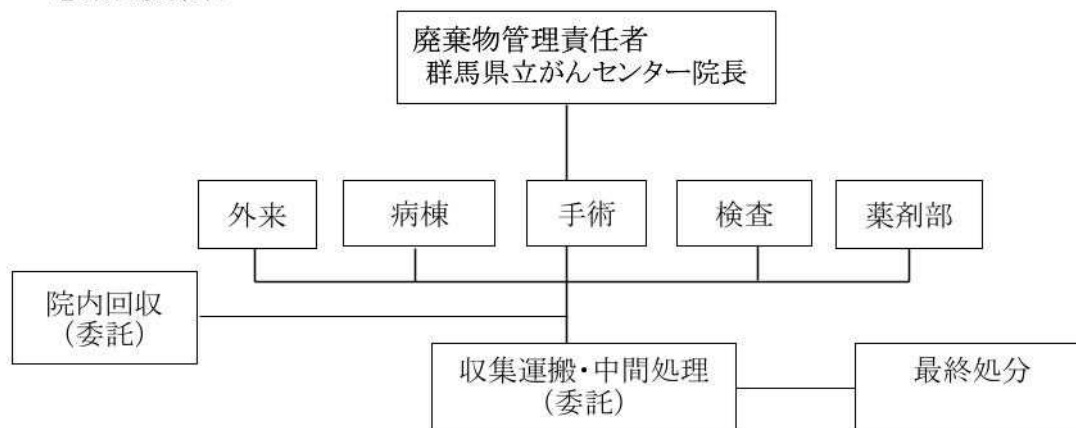 廃棄物管理責任者
群馬県立がんセンター院長
外来
病棟
手術
検査
薬剤部
院内回収
(委託)
収集運搬・中間処理
(委託)
最終処分